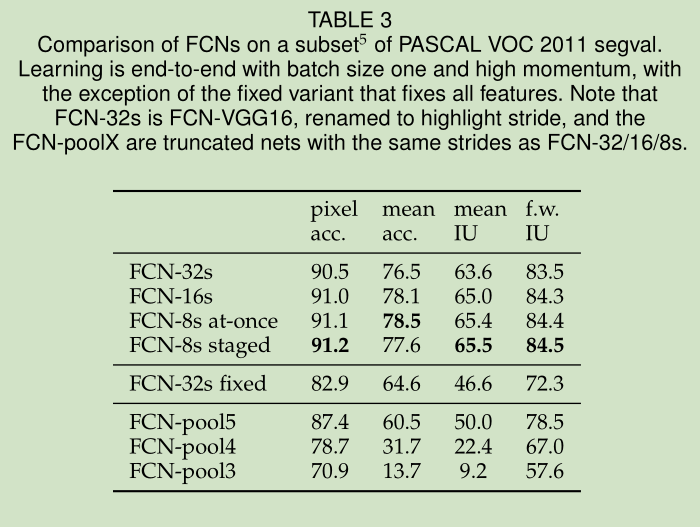 TABLE 3
Comparison of FCNs on a subset5 of PASCAL VOC 2011 segval.
Learning is end-to-end with batch size one and high momentum, with
the exception of the fixed variant that fixes all features. Note that
FCN-32s is FCN-VGG16, renamed to highlight stride, and the
FCN-poolX are truncated nets with the same strides as FCN-32/16/8s.
pixel mean mean f.w.
acc. acc. IU IU
FCN-32s 90.5 76.5 63.6 83.5
FCN-16s 91.0 78.1 65.0 84.3
FCN-8s at-once 91.1 78.5 65.4 84.4
FCN-8s staged 91.2 77.6 65.5 84.5
FCN-32s fixed 82.9 64.6 46.6 72.3
FCN-pool5 87.4 60.5 50.0 78.5
FCN-pool4 78.7 31.7 22.4 67.0
FCN-pool3 70.9 13.7 9.2 57.6